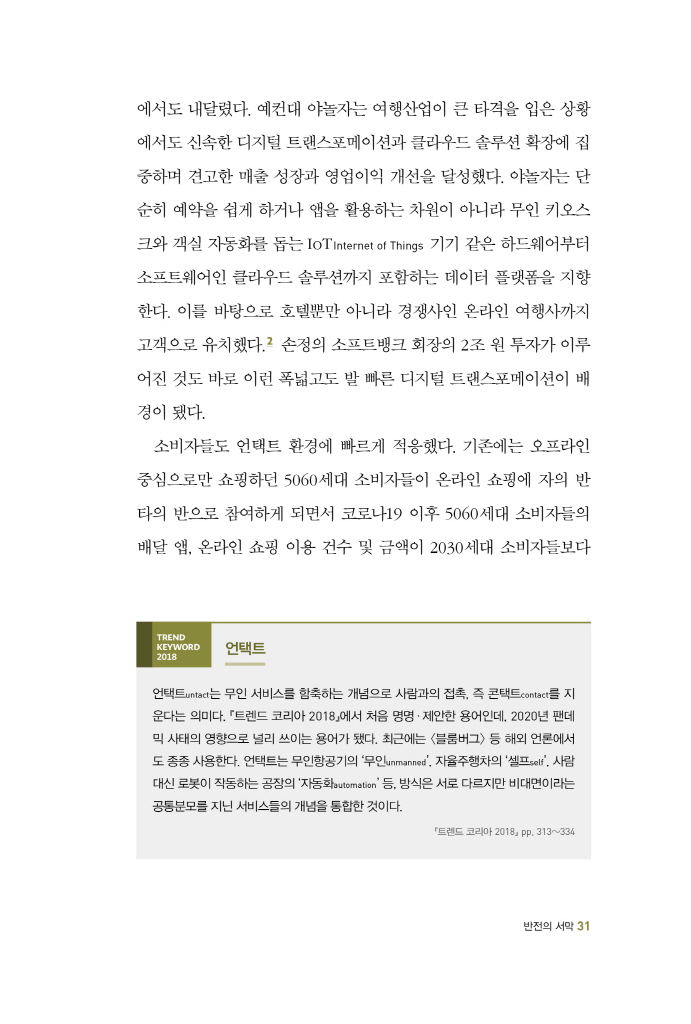 에서도 내달렸다. 예컨대 야놀자는 여행산업이 큰 타격을 입은 상황
에서도 신속한 디지털 트랜스포메이션과 클라우드 솔루션 확장에 집
중하며 견고한 매출 성장과 영업이익 개선을 달성했다. 야놀자는 단
순히 예약을 쉽게 하거나 앱을 활용하는 차원이 아니라 무인 키오스
크와 객실 자동화를 돕는 IoT Internet of Things 기기 같은 하드웨어부터
소프트웨어인 클라우드 솔루션까지 포함하는 데이터 플랫폼을 지향
한다. 이를 바탕으로 호텔뿐만 아니라 경쟁사인 온라인 여행사까지
고객으로 유치했다.2 손정의 소프트뱅크 회장의 2조 원 투자가 이루
어진 것도 바로 이런 폭넓고도 발 빠른 디지털 트랜스포메이션이 배
경이 됐다.
소비자들도 언택트 환경에 빠르게 적응했다. 기존에는 오프라인
중심으로만 쇼핑하던 5060세대 소비자들이 온라인 쇼핑에 자의 반
타의 반으로 참여하게 되면서 코로나19 이후 5060세대 소비자들의
배달 앱, 온라인 쇼핑 이용 건수 및 금액이 2030세대 소비자들보다
TREND
KEYWORD
2018
언택트
언택트untact는 무인 서비스를 함축하는 개념으로 사람과의 접촉, 즉 콘택트contact를 지
운다는 의미다. 『트렌드 코리아 2018』에서 처음 명명·제안한 용어인데, 2020년 팬데
믹 사태의 영향으로 널리 쓰이는 용어가 됐다. 최근에는 〈블룸버그〉 등 해외 언론에서
도 종종 사용한다. 언택트는 무인항공기의 ‘무인unmanned’, 자율주행차의 ‘셀프self’, 사람
대신 로봇이 작동하는 공장의 ‘자동화automation’ 등, 방식은 서로 다르지만 비대면이라는
공통분모를 지닌 서비스들의 개념을 통합한 것이다.
『트렌드 코리아 2018』 pp. 313~334
반전의 서막 31